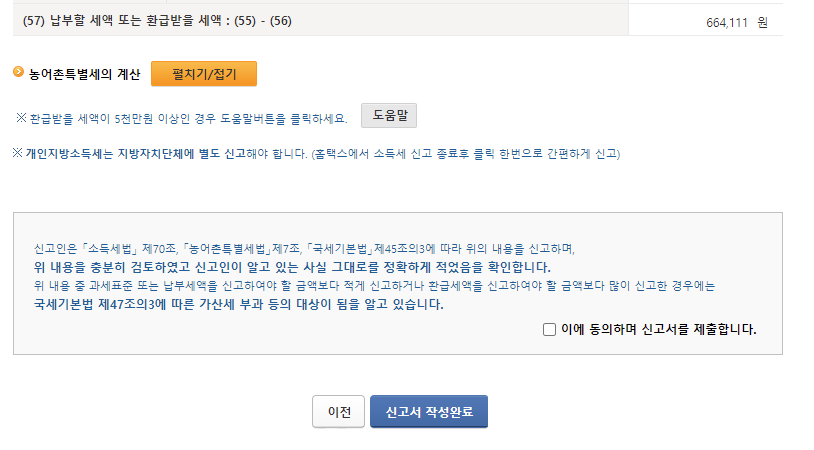 (57) 납부할 세액 또는 환급받을 세액 : (55) - (56) 664,111 원
농어촌특별세의 계산 펼치기/접기
※ 환급받을 세액이 5천만원 이상인 경우 도움말버튼을 클릭하세요. 도움말
※ 개인지방소득세는 지방자치단체에 별도 신고해야 합니다. (홈택스에서 소득세 신고 종료후 클릭 한번으로 간편하게 신고)
신고인은 「소득세법」 제70조, 「농어촌특별세법」제7조, 「국세기본법」제45조의3에 따라 위의 내용을 신고하며,
위 내용을 충분히 검토하였고 신고인이 알고 있는 사실 그대로를 정확하게 적었음을 확인합니다.
위 내용 중 과세표준 또는 납부세액을 신고하여야 할 금액보다 적게 신고하거나 환급세액을 신고하여야 할 금액보다 많이 신고한 경우에는
국세기본법 제47조의3에 따른 가산세 부과 등의 대상이 됨을 알고 있습니다.
이에 동의하며 신고서를 제출합니다.
이전 신고서 작성완료